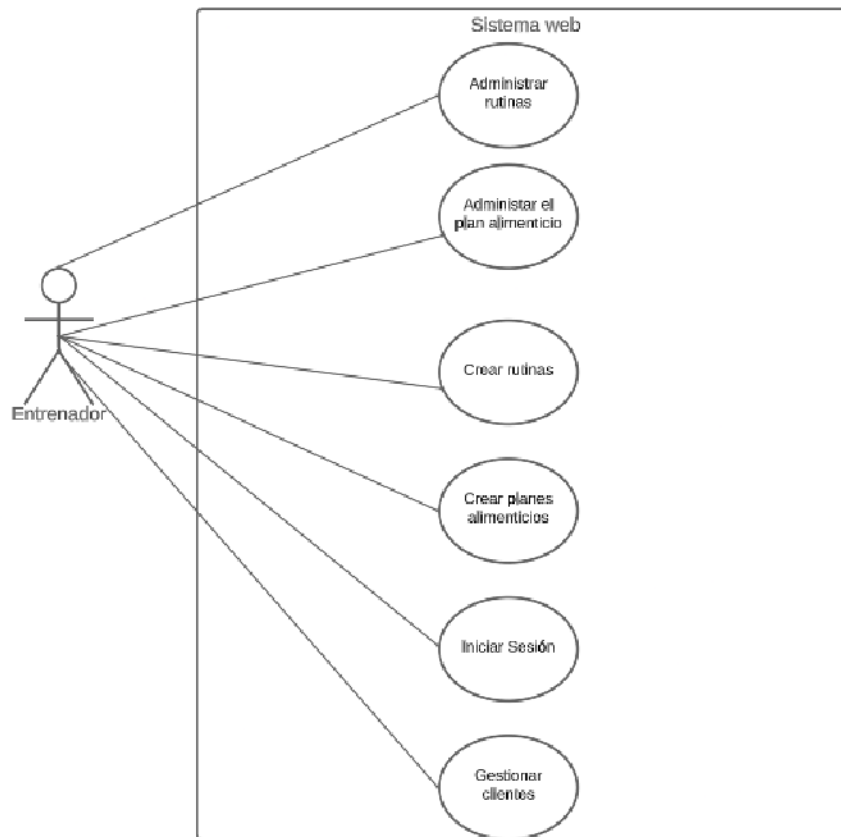 Sistema web
Administrar
rutinas
Administar el
plan alimenticio
Entrenador
Crear rutinas
Crear planes
alimenticios
Iniciar Sesión
Gestionar
clientes